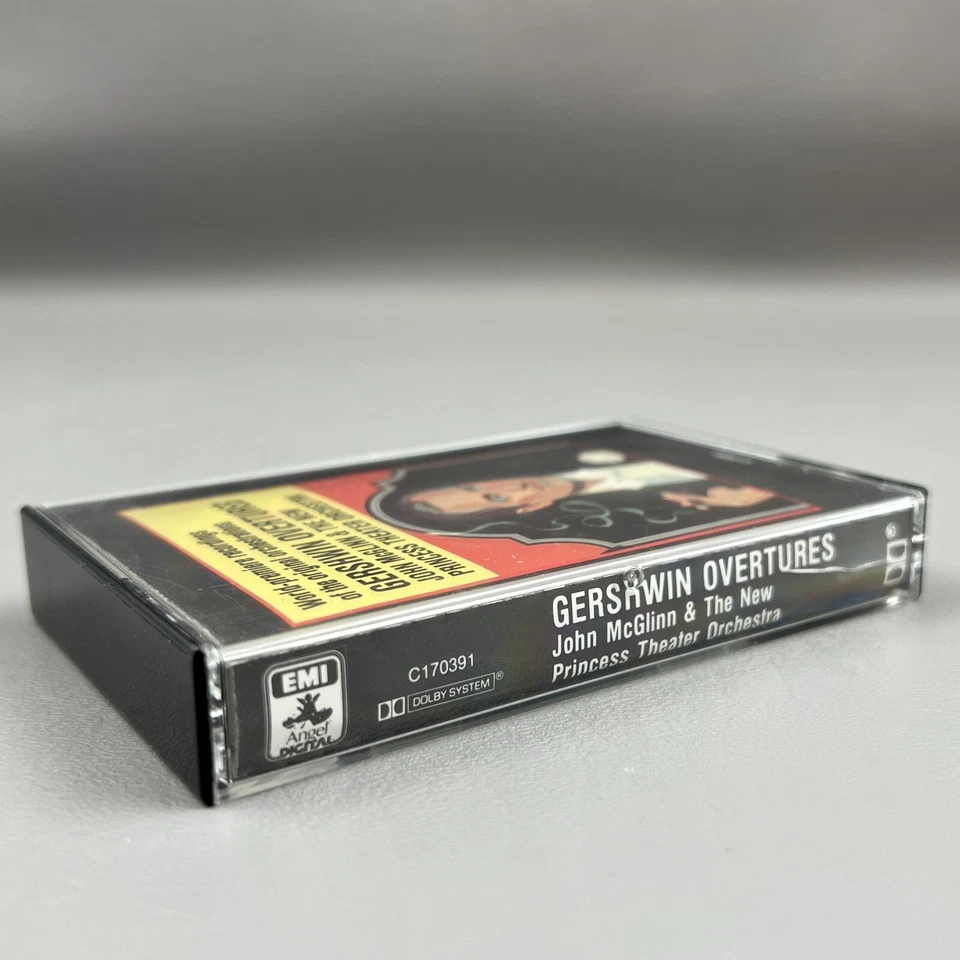 World premiere recordings
of the original orchestrations
GERSHWIN OVERTURES
JOHN McGLINN & THE NEW
PRINCESS THEATER ORCHESTRA
EMI
Angel
DIGITAL
C170391
DOLBY SYSTEM®
GERSHWIN OVERTURES
John McGlinn & The New
Princess Theater Orchestra